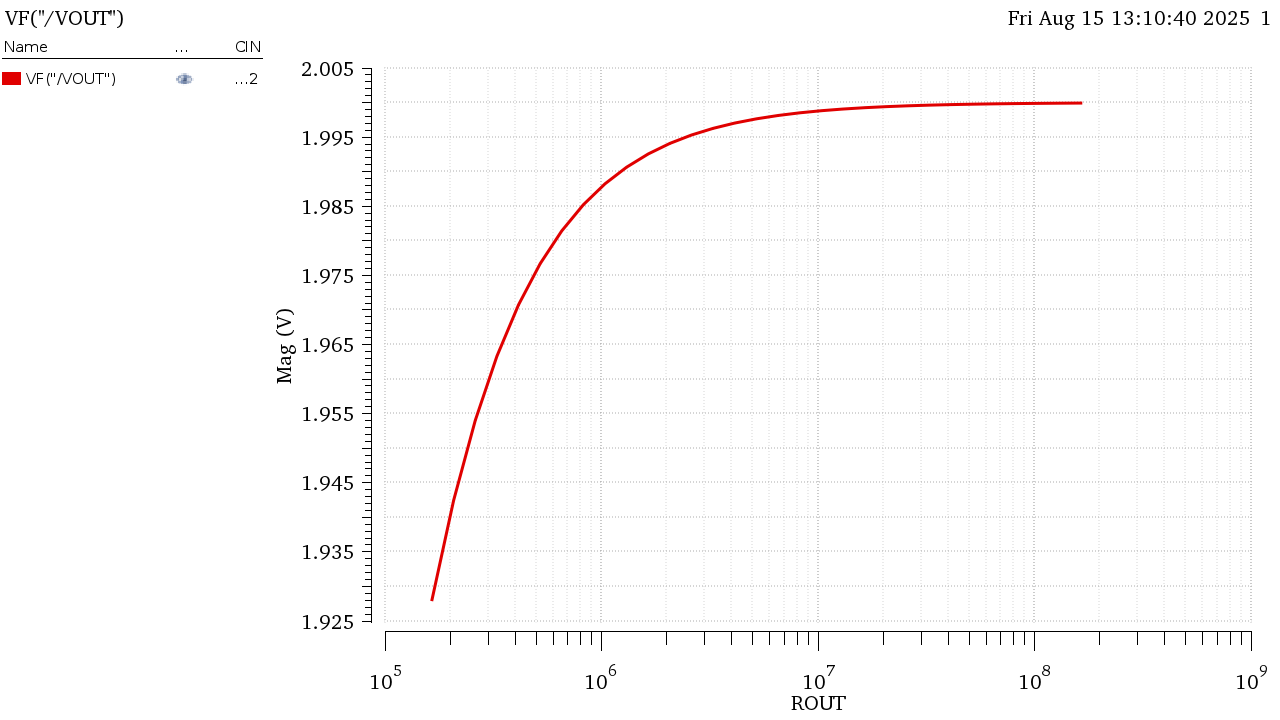 VF("/VOUT")
Fri Aug 15 13:10:40 2025 1
Name ... CIN
VF("/VOUT") ...2
2.005
1.995
1.985
1.975
1.965
1.955
1.945
1.935
1.925
Mag (V)
10^5 10^6 10^7 10^8 10^9
ROUT